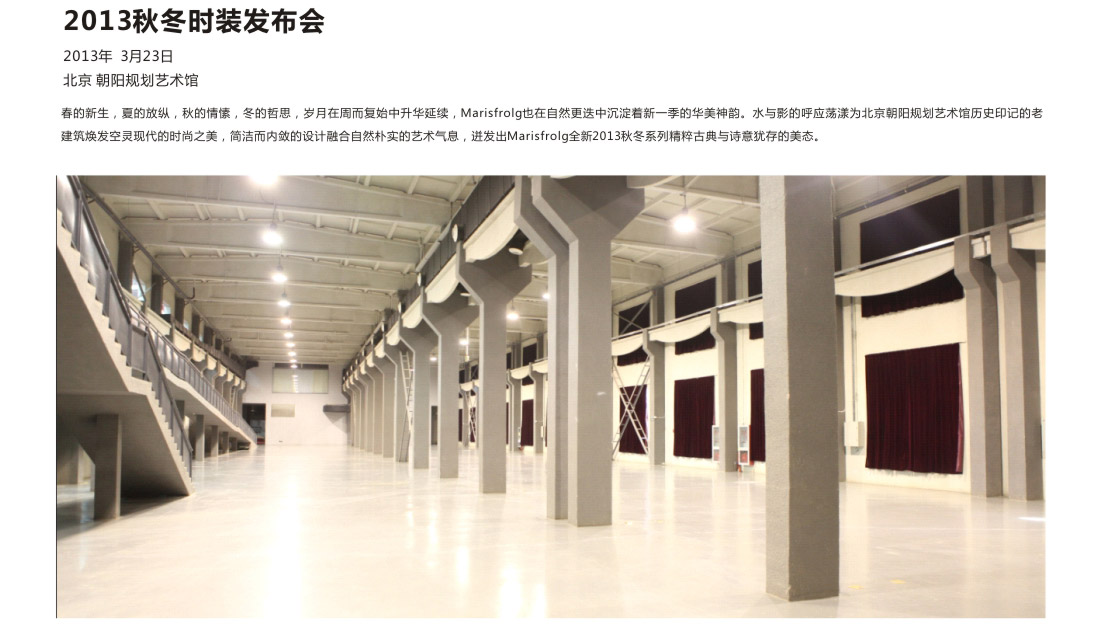 2013秋冬时装发布会
2013年 3月23日
北京 朝阳规划艺术馆
春的新生，夏的放纵，秋的情愫，冬的哲思，岁月在周而复始中升华延续，Marisfrolg也在自然更迭中沉淀着新一季的华美神韵。水与影的呼应荡漾为北京朝阳规划艺术馆历史印记的老
建筑焕发空灵现代的时尚之美，简洁而内敛的设计融合自然朴实的艺术气息，迸发出Marisfrolg全新2013秋冬系列精粹古典与诗意犹存的美态。